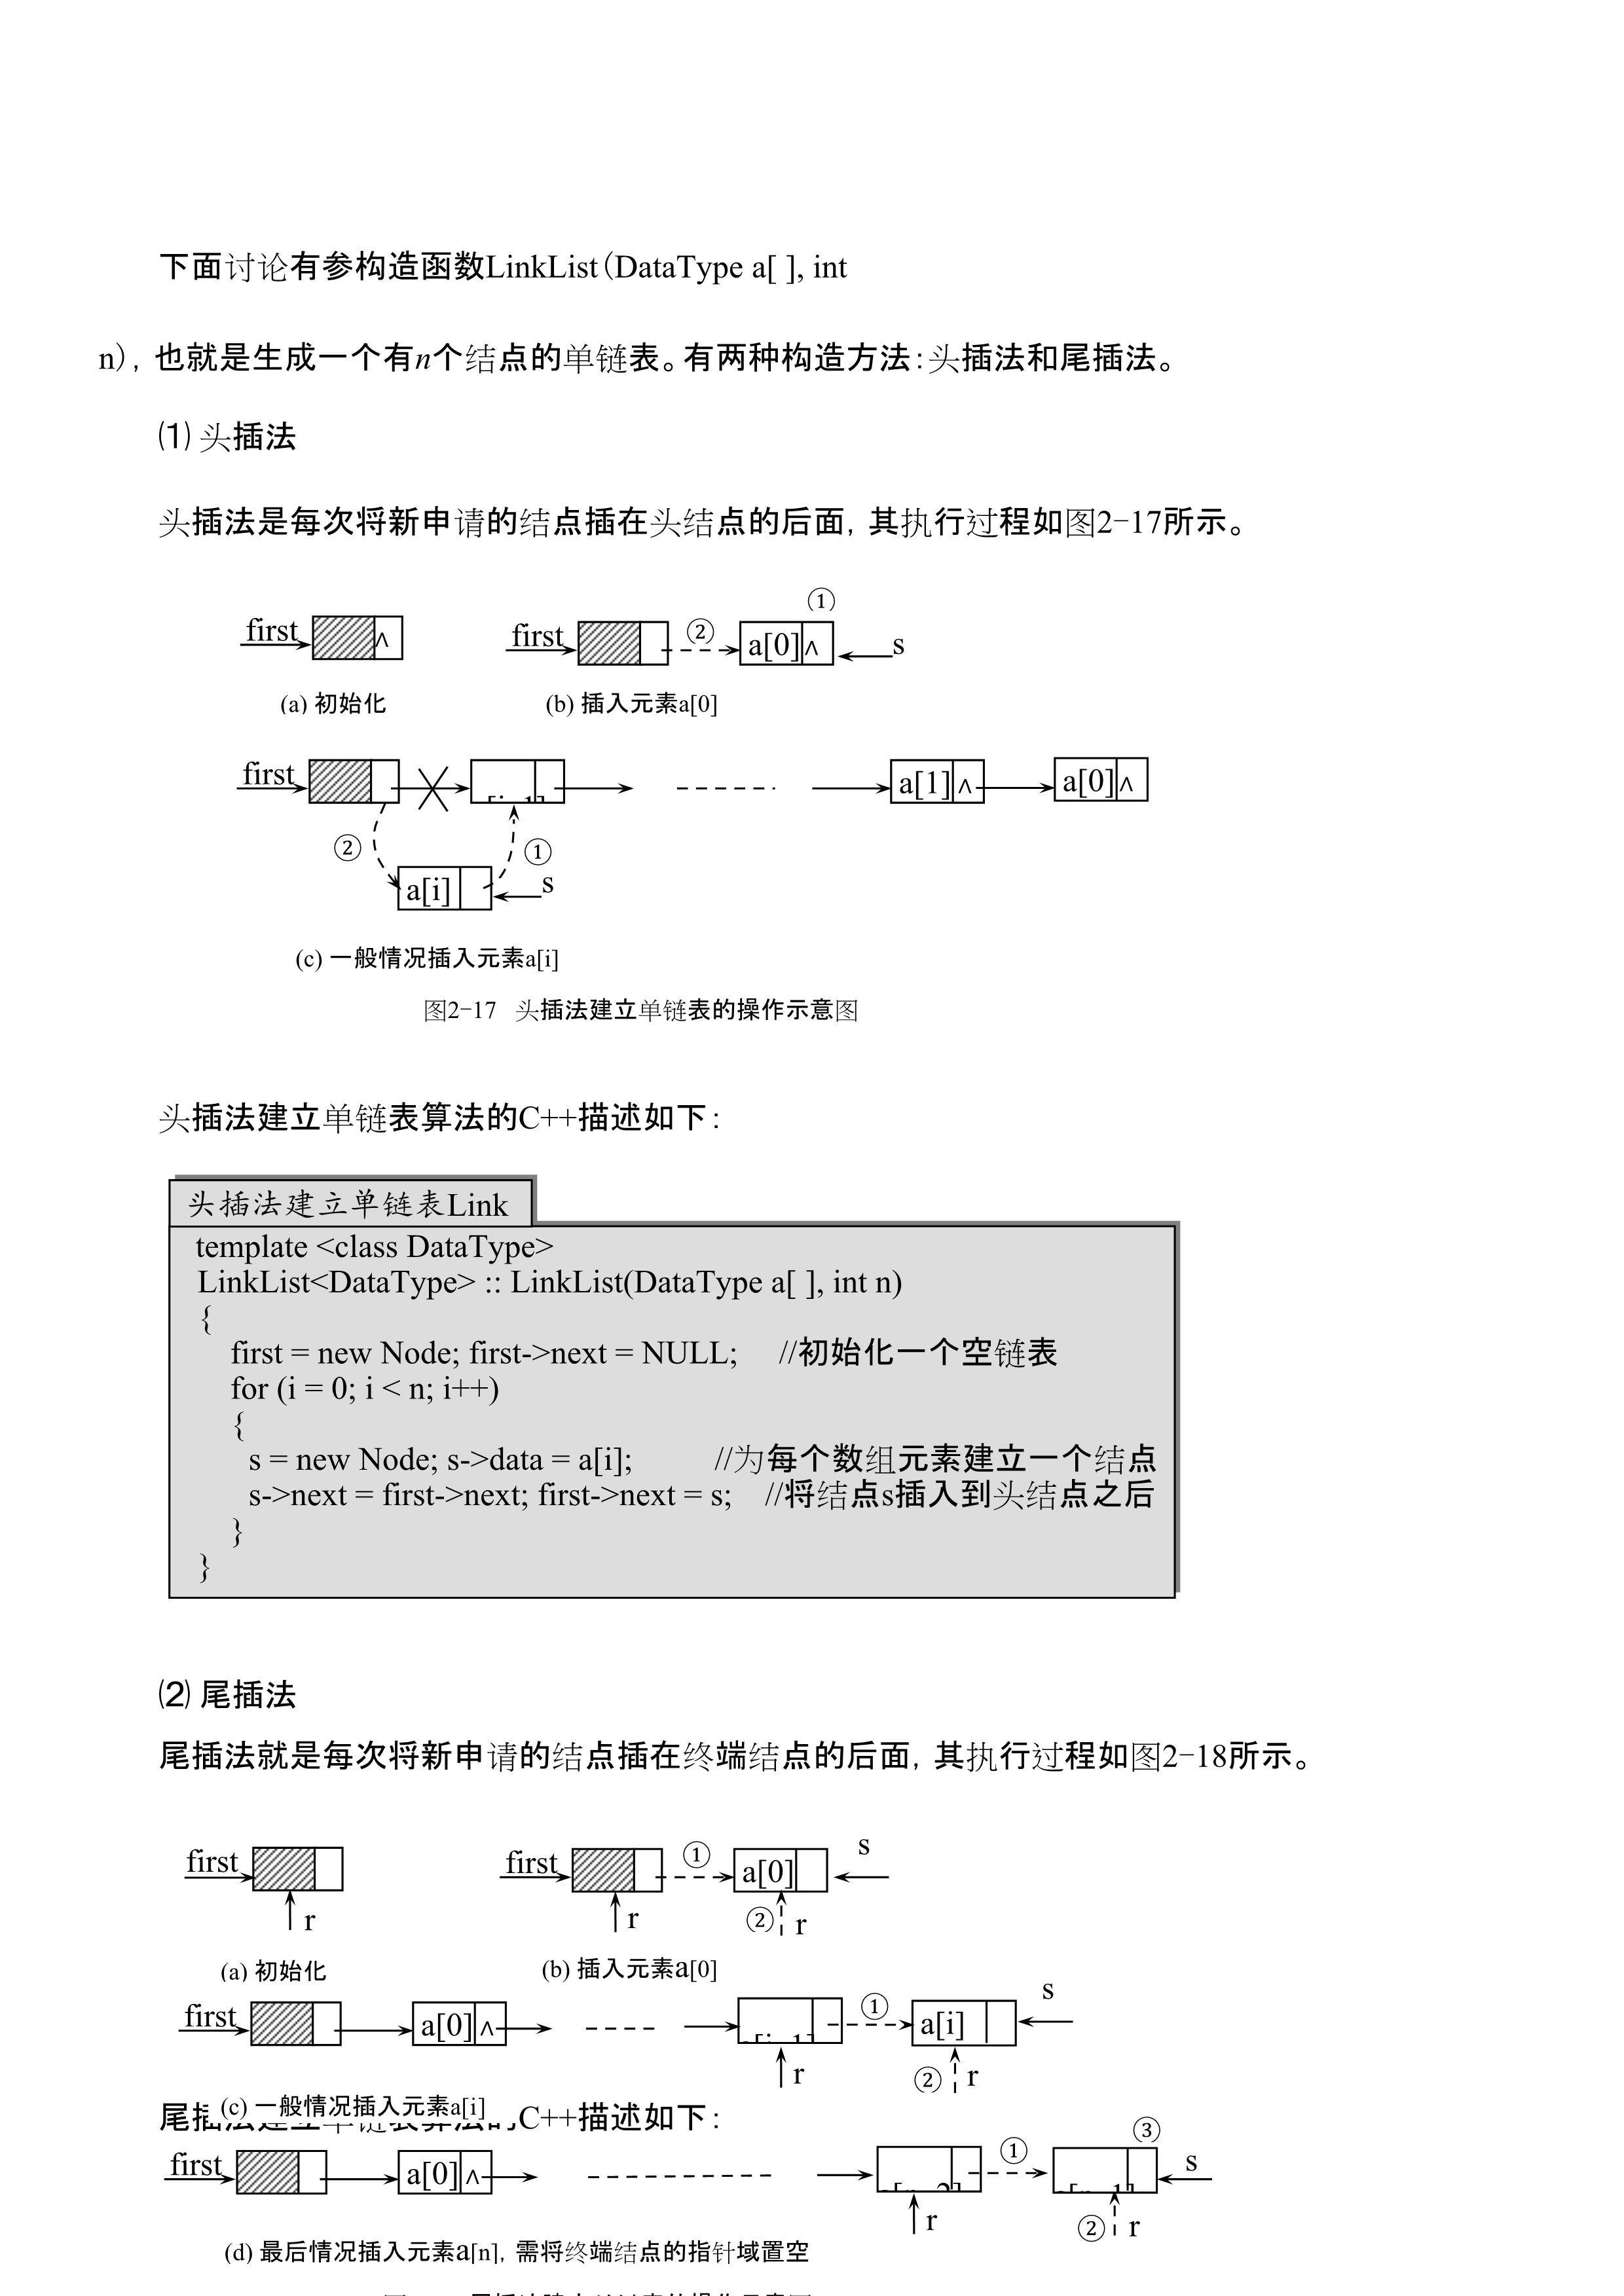 下面讨论有参构造函数LinkList(DataType a[ ], int
n)，也就是生成一个有n个结点的单链表。有两种构造方法：头插法和尾插法。
⑴ 头插法
头插法是每次将新申请的结点插在头结点的后面，其执行过程如图2-17所示。
①
first ∧ first ② a[0] ∧ s
(a) 初始化 (b) 插入元素a[0]
first a[1] ∧ a[0] ∧
② ①
a[i] s
(c) 一般情况插入元素a[i]
图2-17 头插法建立单链表的操作示意图
头插法建立单链表算法的C++描述如下：
头插法建立单链表Link
template <class DataType>
LinkList<DataType> :: LinkList(DataType a[ ], int n)
{
first = new Node; first->next = NULL; //初始化一个空链表
for (i = 0; i < n; i++)
{
s = new Node; s->data = a[i]; //为每个数组元素建立一个结点
s->next = first->next; first->next = s; //将结点s插入到头结点之后
}
}
⑵ 尾插法
尾插法就是每次将新申请的结点插在终端结点的后面，其执行过程如图2-18所示。
first first ① a[0] s
r r ② r
(a) 初始化 (b) 插入元素a[0]
first a[0] ∧ ① a[i] s
r ② r
(c) 一般情况插入元素a[i]
尾插法建立单链表算法的C++描述如下：
③
first a[0] ∧ ① s
r ② r
(d) 最后情况插入元素a[n]，需将终端结点的指针域置空